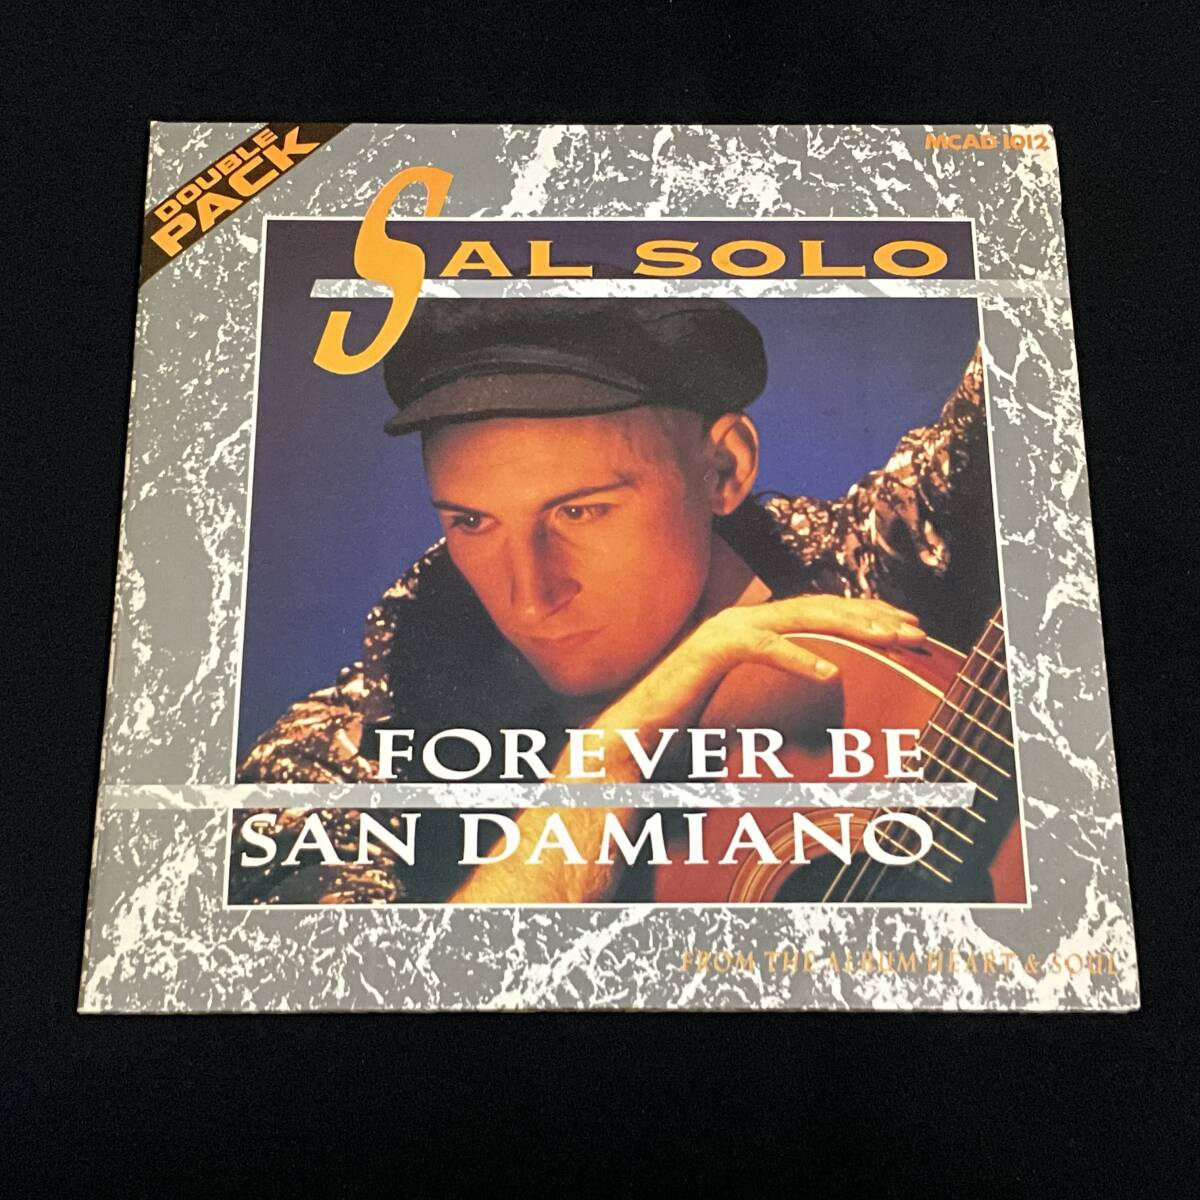 DOUBLE
PACK
MCAD 1012
SAL SOLO
FOREVER BE
SAN DAMIANO
FROM THE ALBUM HEART & SOUL